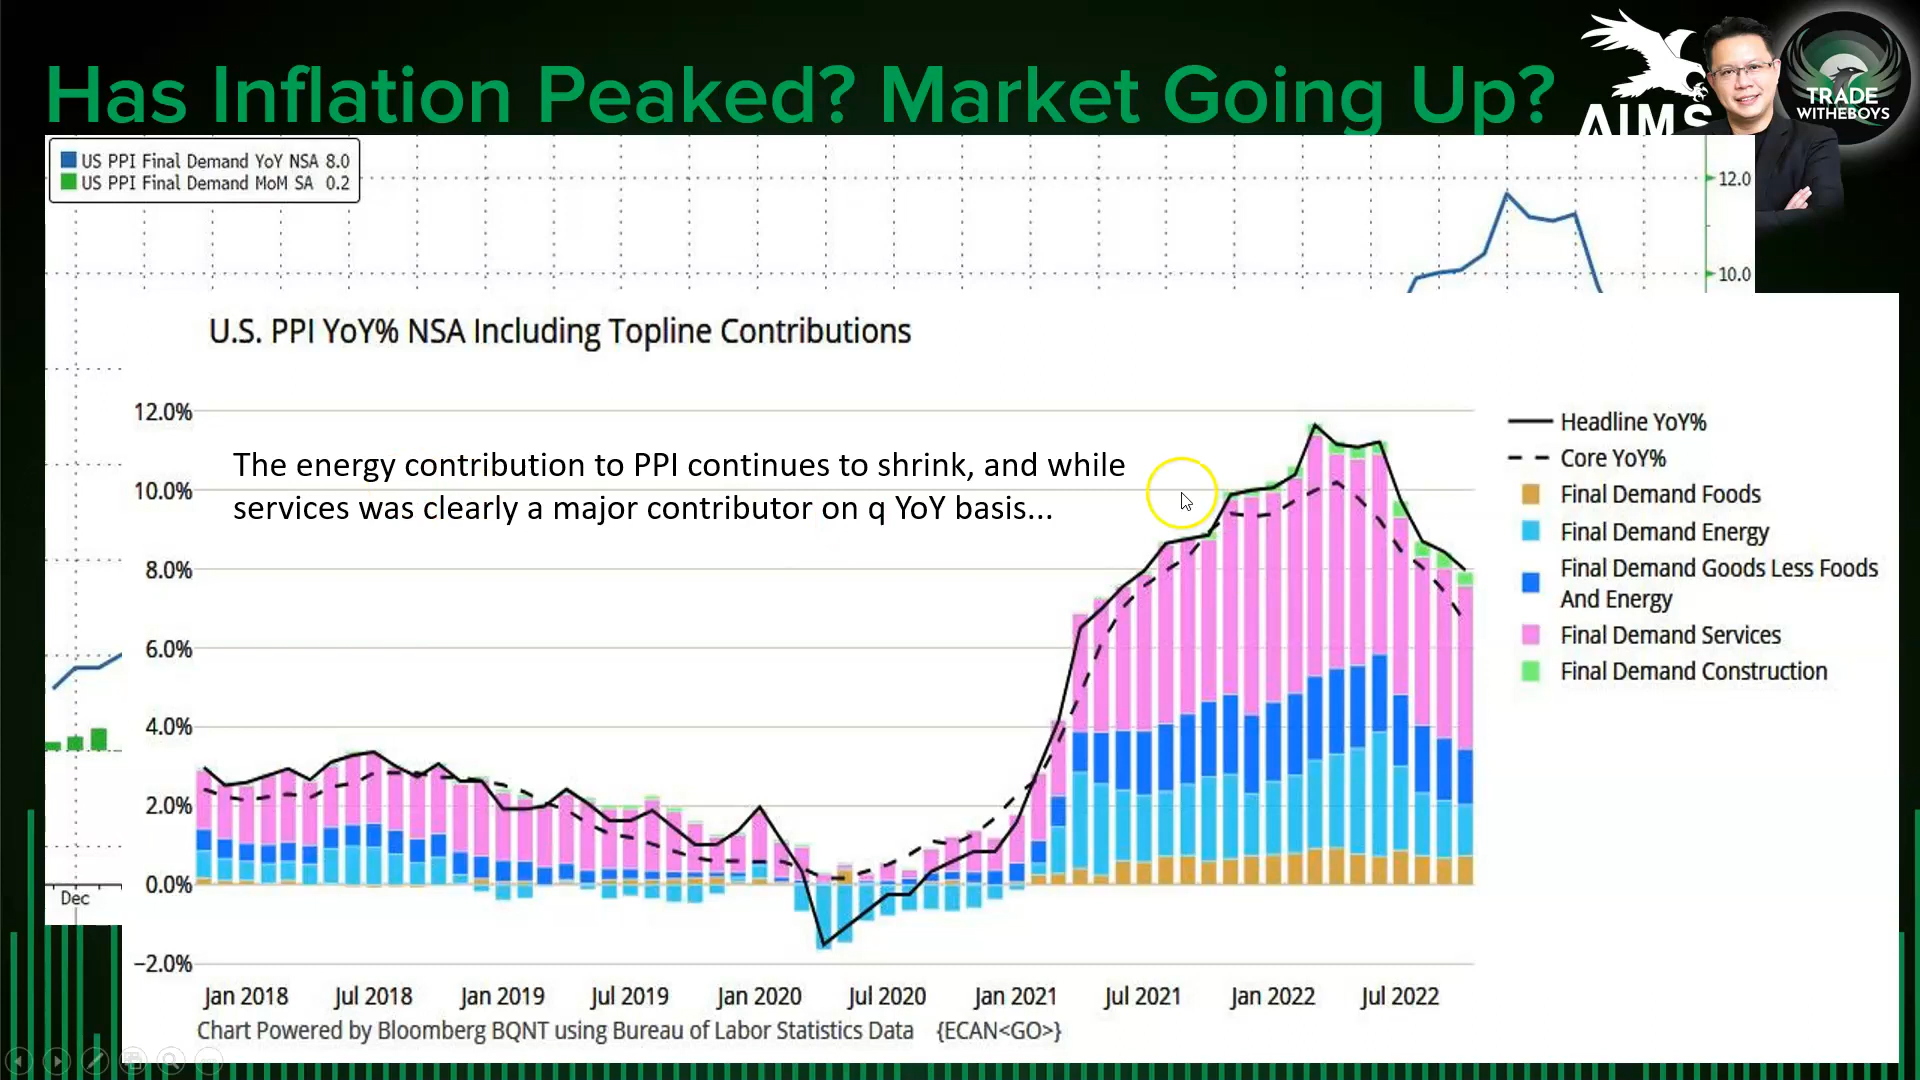 Has Inflation Peaked? Market Going Up?
AIMS
TRADE
WITHEBOYS
US PPI Final Demand YoY NSA 8.0
US PPI Final Demand MoM SA 0.2
12.0
10.0
U.S. PPI YoY% NSA Including Topline Contributions
12.0%
10.0%
8.0%
6.0%
4.0%
2.0%
0.0%
−2.0%
The energy contribution to PPI continues to shrink, and while
services was clearly a major contributor on q YoY basis...
Headline YoY%
Core YoY%
Final Demand Foods
Final Demand Energy
Final Demand Goods Less Foods
And Energy
Final Demand Services
Final Demand Construction
Dec
Jan 2018 Jul 2018 Jan 2019 Jul 2019 Jan 2020 Jul 2020 Jan 2021 Jul 2021 Jan 2022 Jul 2022
Chart Powered by Bloomberg BQNT using Bureau of Labor Statistics Data {ECAN<GO>}